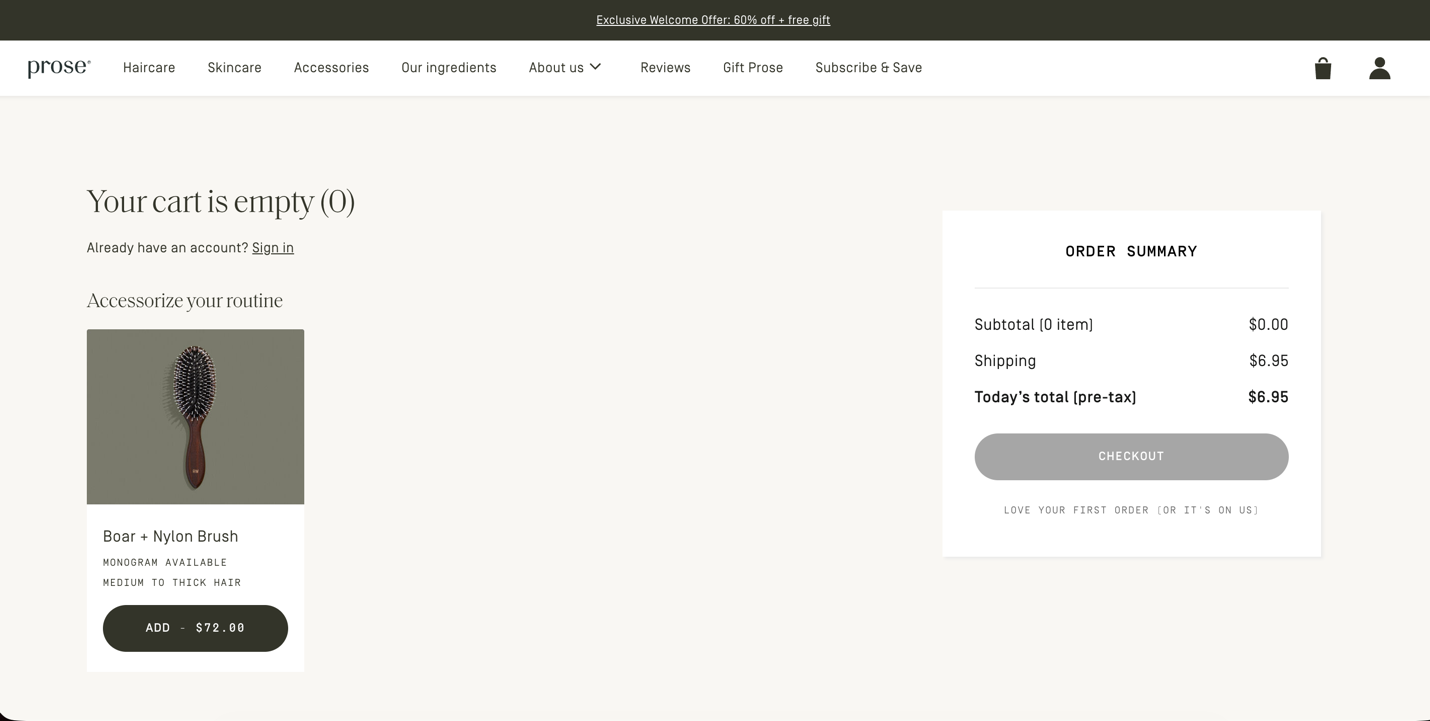 Exclusive Welcome Offer: 60% off + free gift
prose® Haircare Skincare Accessories Our ingredients About us Reviews Gift Prose Subscribe & Save
Your cart is empty (0)
Already have an account? Sign in
Accessorize your routine
Boar + Nylon Brush
MONOGRAM AVAILABLE
MEDIUM TO THICK HAIR
ADD - $72.00
ORDER SUMMARY
Subtotal (0 item) $0.00
Shipping $6.95
Today's total (pre-tax) $6.95
CHECKOUT
LOVE YOUR FIRST ORDER (OR IT'S ON US)